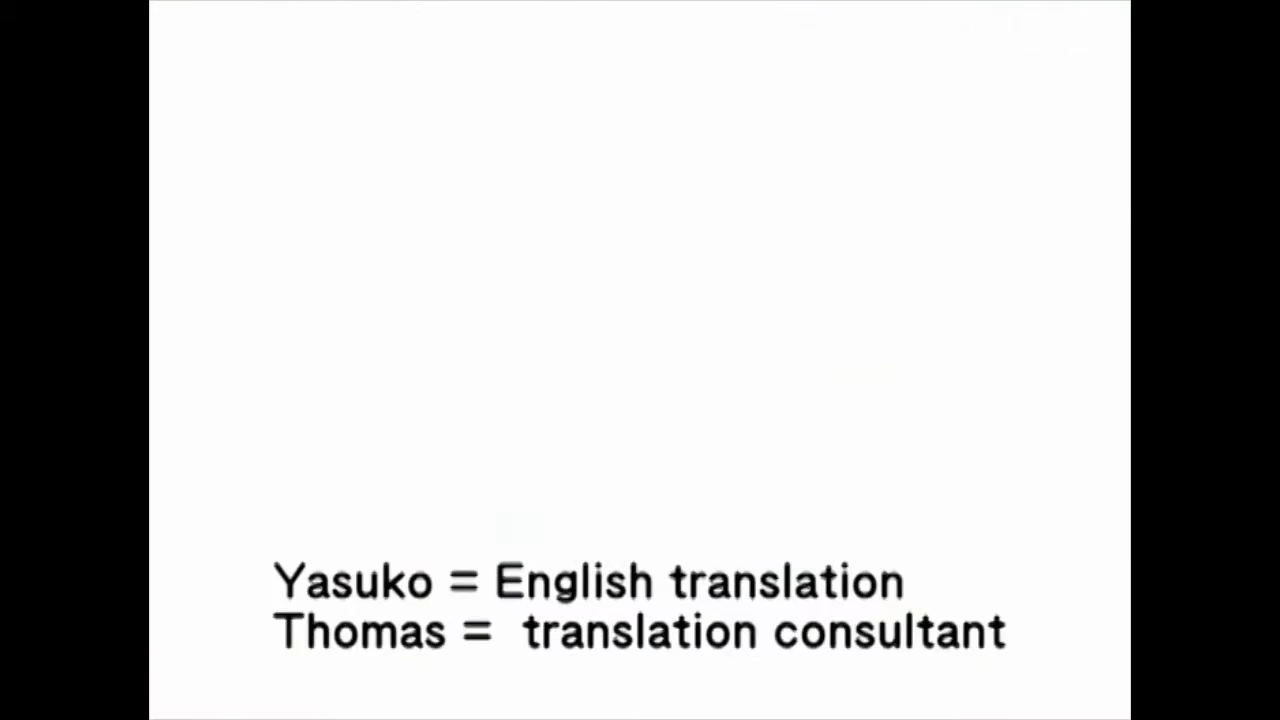 Yasuko = English translation
Thomas = translation consultant